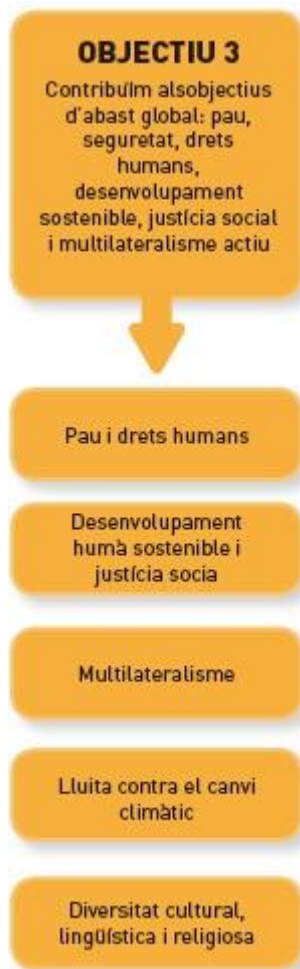 OBJECTIU 3
Contribuïm alsobjectius
d'abast global: pau,
seguretat, drets
humans,
desenvolupament
sostenible, justícia social
i multilateralisme actiu
Pau i drets humans
Desenvolupament
humà sostenible i
justícia socia
Multilateralisme
Lluita contra el canvi
climàtic
Diversitat cultural,
lingüística i religiosa